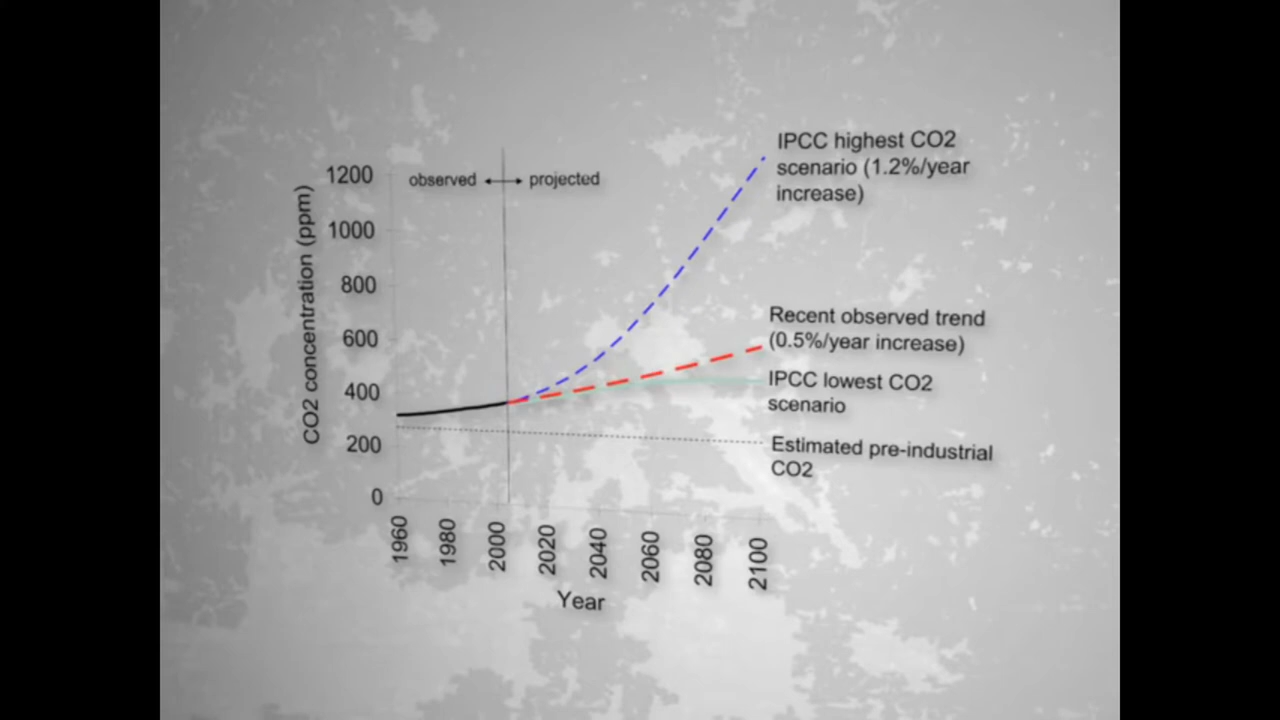 IPCC highest CO2
scenario (1.2%/year
increase)
observed projected
1200
1000
800
600
400
200
0
CO2 concentration (ppm)
Recent observed trend
(0.5%/year increase)
IPCC lowest CO2
scenario
Estimated pre-industrial
CO2
1960 1980 2000 2020 2040 2060 2080 2100
Year